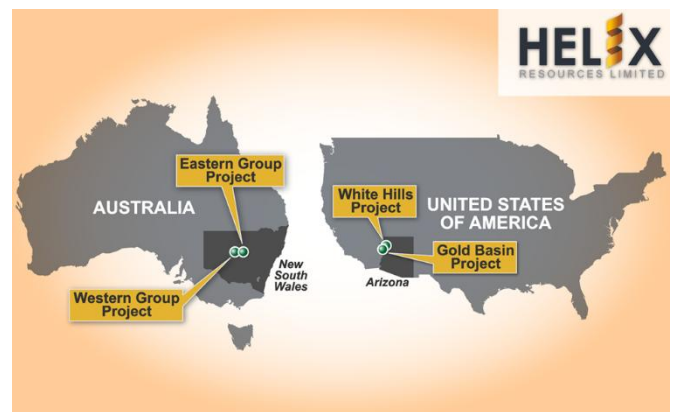 HELIX
RESOURCES LIMITED
Eastern Group
Project
AUSTRALIA
New
South
Wales
Western Group
Project
White Hills
Project
UNITED STATES
OF AMERICA
Gold Basin
Project
Arizona